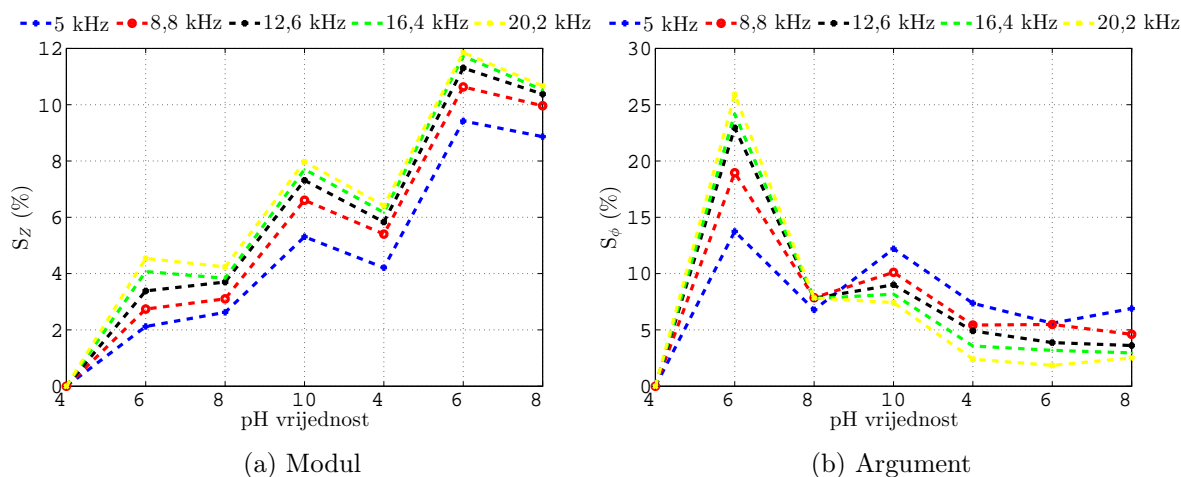 5 kHz 8,8 kHz 12,6 kHz 16,4 kHz 20,2 kHz
12
10
8
6
4
2
0
S_Z (%)
4 6 8 10 4 6 8
pH vrijednost
(a) Modul
5 kHz 8,8 kHz 12,6 kHz 16,4 kHz 20,2 kHz
30
25
20
15
10
5
0
S_ϕ (%)
4 6 8 10 4 6 8
pH vrijednost
(b) Argument